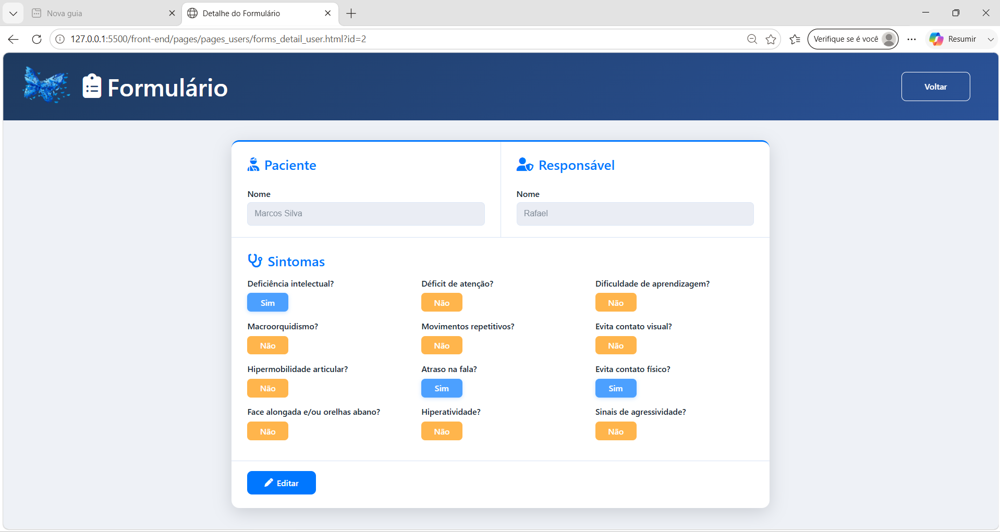 Nova guia
Detalhe do Formulário
127.0.0.1:5500/front-end/pages/pages_users/forms_detail_user.html?id=2
Verifique se é você
Resumir
Formulário
Voltar
Paciente
Responsável
Nome
Nome
Marcos Silva
Rafael
Sintomas
Deficiência intelectual?
Déficit de atenção?
Dificuldade de aprendizagem?
Sim
Não
Não
Macroorquidismo?
Movimentos repetitivos?
Evita contato visual?
Não
Não
Não
Hipermobilidade articular?
Atraso na fala?
Evita contato físico?
Não
Sim
Sim
Face alongada e/ou orelhas abano?
Hiperatividade?
Sinais de agressividade?
Não
Não
Não
Editar